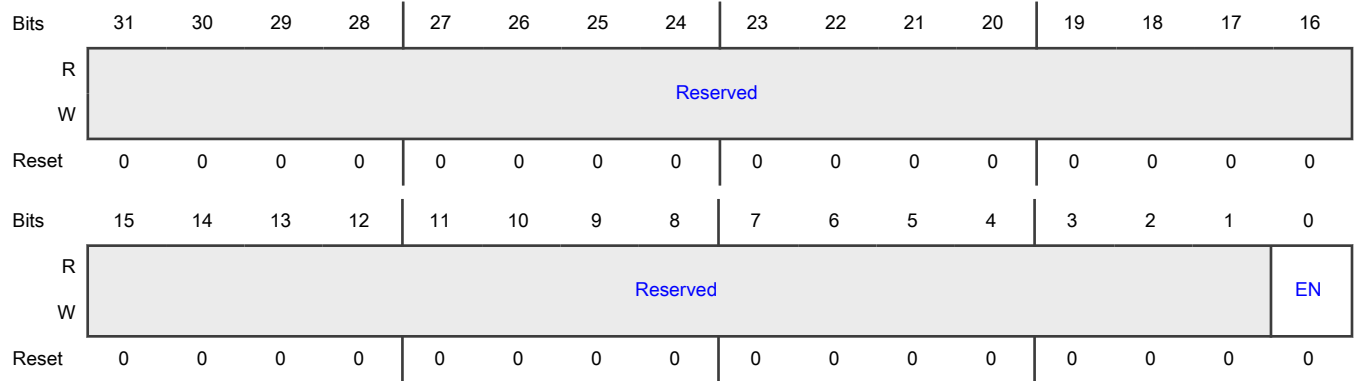 Bits 31 30 29 28 27 26 25 24 23 22 21 20 19 18 17 16
R
Reserved
W
Reset 0 0 0 0 0 0 0 0 0 0 0 0 0 0 0 0
Bits 15 14 13 12 11 10 9 8 7 6 5 4 3 2 1 0
R
Reserved EN
W
Reset 0 0 0 0 0 0 0 0 0 0 0 0 0 0 0 0